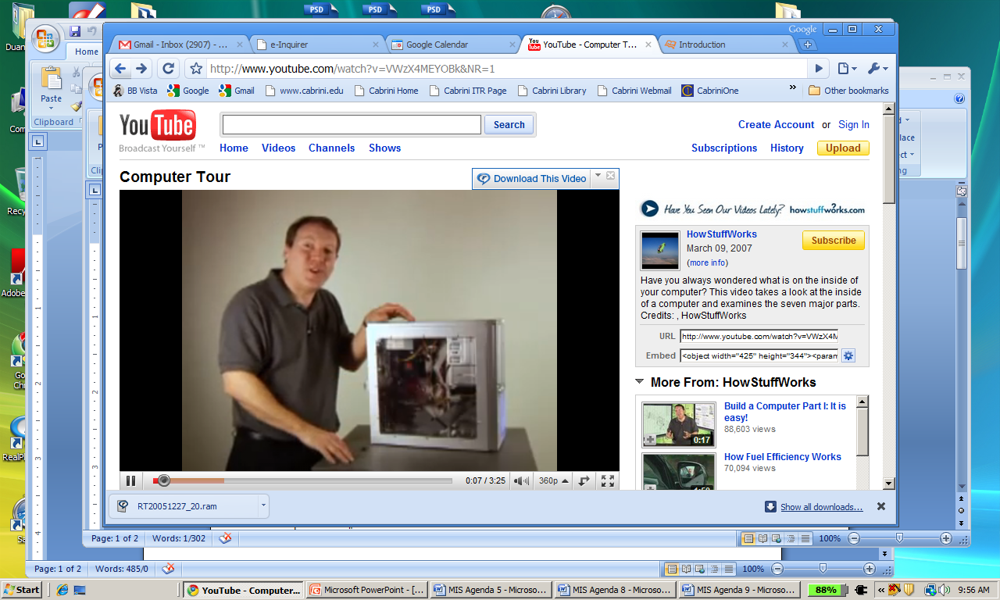 PSD PSD PSD
Duan
Google
Gmail - Inbox (2907) - ...
e-Inquirer
Google Calendar
YouTube - Computer T...
Introduction
Home
http://www.youtube.com/watch?v=VWzX4MEYOBk&NR=1
Paste
Clipboard
BB Vista
Google
Gmail
www.cabrini.edu
Cabrini Home
Cabrini ITR Page
Cabrini Library
Cabrini Webmail
CabriniOne
»
Other bookmarks
Com
Recy
Adobe
Go
Chr
RealPl
YouTube
Broadcast Yourself ™
Search
Create Account or Sign In
Home Videos Channels Shows
Subscriptions History Upload
Computer Tour
Download This Video
Have You Seen Our Videos Lately? howstuffworks.com
HowStuffWorks
March 09, 2007
(more info)
Subscribe
Have you always wondered what is on the inside of
your computer? This video takes a look at the inside
of a computer and examines the seven major parts.
Credits: , HowStuffWorks
URL http://www.youtube.com/watch?v=VWzX4M
Embed <object width="425" height="344"><param
More From: HowStuffWorks
Build a Computer Part I: It is
easy!
88,603 views
0:17
How Fuel Efficiency Works
70,094 views
0:07 / 3:25
360p
RT20051227_20.ram
Show all downloads...
Page: 1 of 2 Words: 1/302
100%
Page: 1 of 2 Words: 485/0
100%
Start
YouTube - Computer...
Microsoft PowerPoint - [...
MIS Agenda 5 - Microso...
MIS Agenda 8 - Microso...
MIS Agenda 9 - Microso...
88%
«
9:56 AM